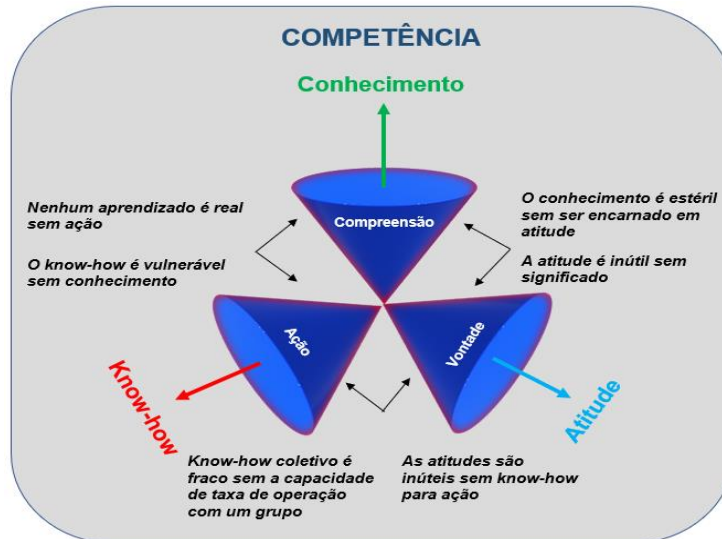 COMPETÊNCIA
Conhecimento
Compreensão
Nenhum aprendizado é real
sem ação
O know-how é vulnerável
sem conhecimento
O conhecimento é estéril
sem ser encarnado em
atitude
A atitude é inútil sem
significado
Ação
Vontade
Know-how
Atitude
Know-how coletivo é
fraco sem a capacidade
de taxa de operação
com um grupo
As atitudes são
inúteis sem know-how
para ação